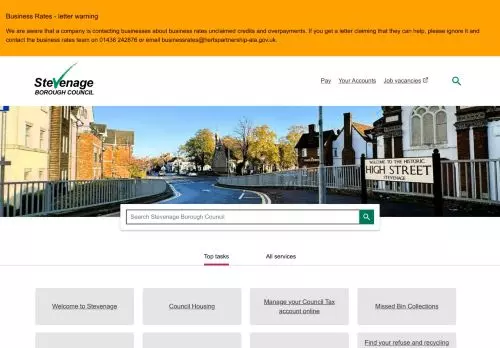 Business Rates - letter warning
We are aware that a company is contacting businesses about business rates unclaimed credits and overpayments. If you get a letter claiming that they can help, please ignore it and
contact the business rates team on 01438 242876 or email businessrates@hertspartnership-ala.gov.uk.
Stevenage
BOROUGH COUNCIL
Pay
Your Accounts
Job vacancies
WELCOME TO THE HISTORIC
HIGH STREET
STEVENAGE
Search Stevenage Borough Council
Top tasks
All services
Welcome to Stevenage
Council Housing
Manage your Council Tax
account online
Missed Bin Collections
Find your refuse and recycling